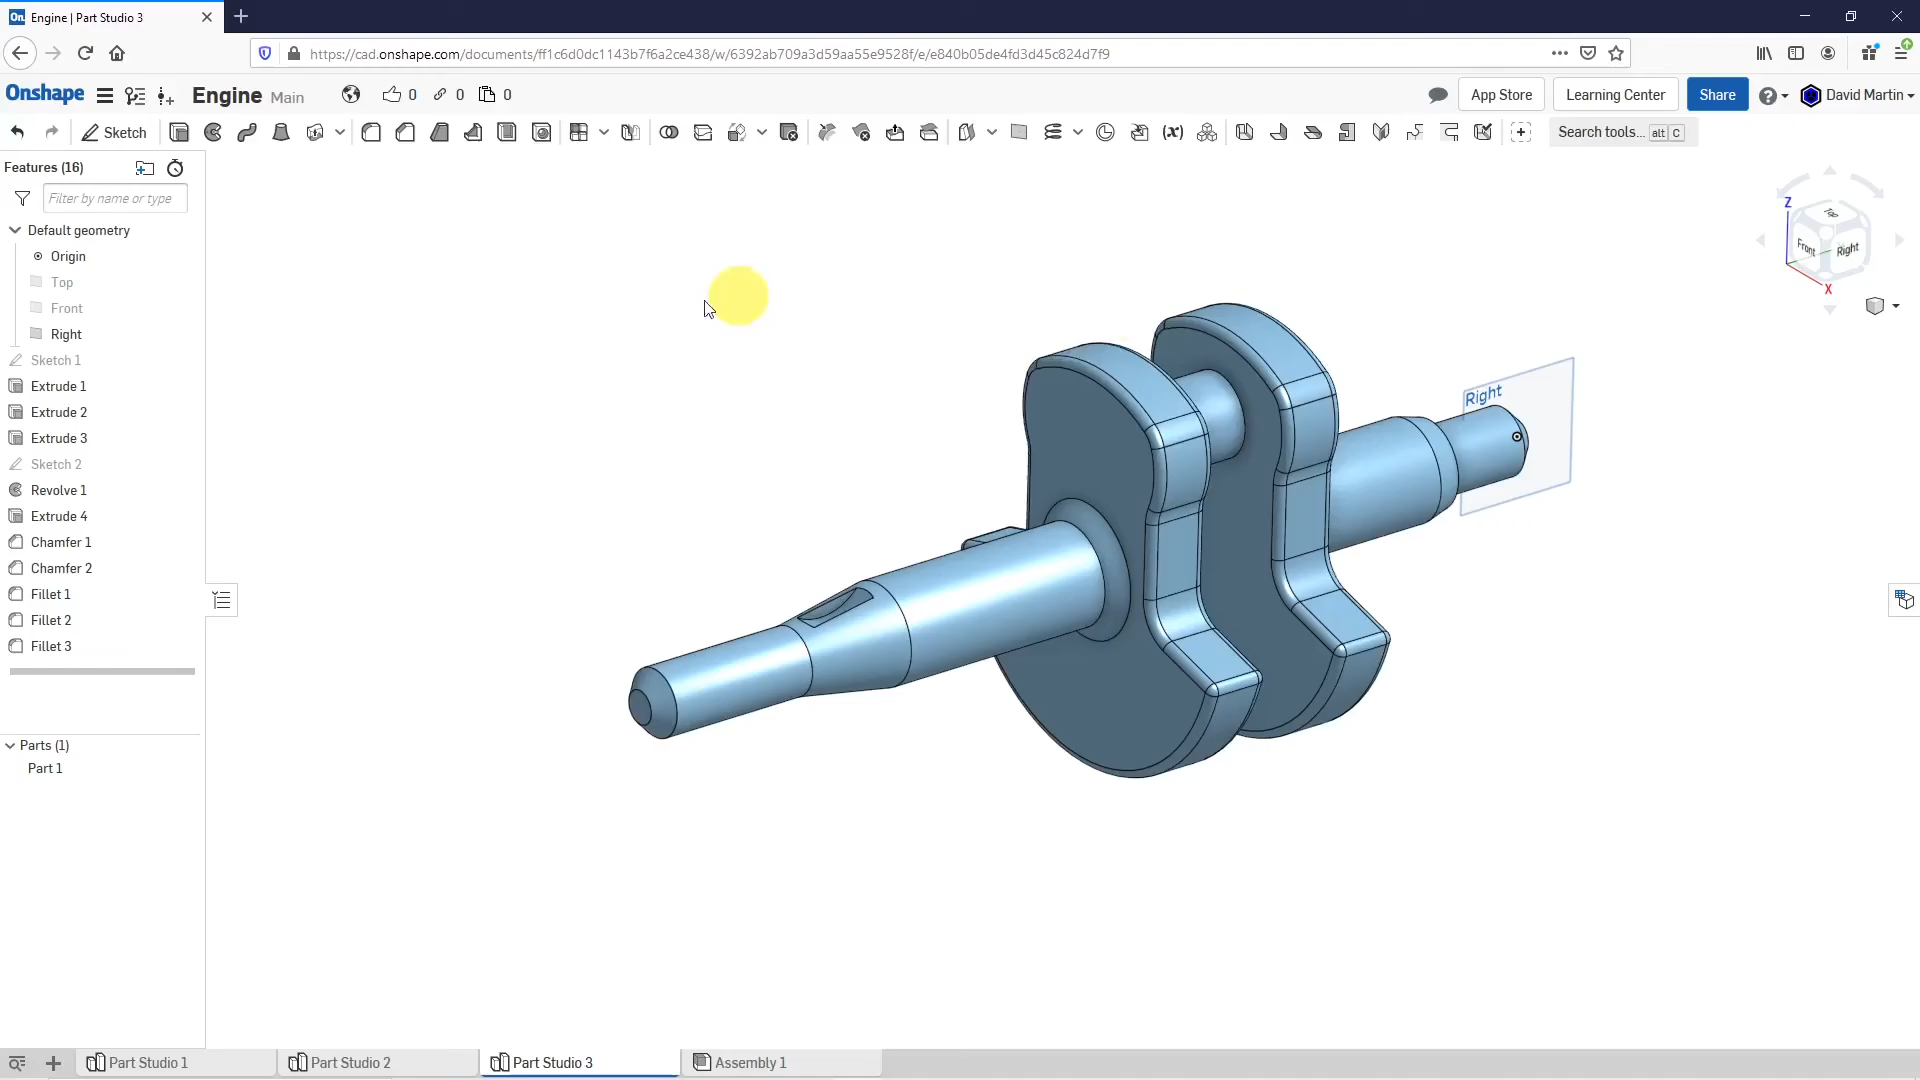 On. Engine | Part Studio 3
https://cad.onshape.com/documents/ff1c6d0dc1143b7f6a2ce438/w/6392ab709a3d59aa55e9528f/e/e840b05de4fd3d45c824d7f9
Onshape Engine Main 0 0 0 App Store Learning Center Share David Martin
Sketch (x) Search tools... alt C
Features (16)
Filter by name or type
Default geometry
Origin
Top
Front
Right
Sketch 1
Extrude 1
Extrude 2
Extrude 3
Sketch 2
Revolve 1
Extrude 4
Chamfer 1
Chamfer 2
Fillet 1
Fillet 2
Fillet 3
Parts (1)
Part 1
Right
Z
Top
Front Right
X
Part Studio 1 Part Studio 2 Part Studio 3 Assembly 1